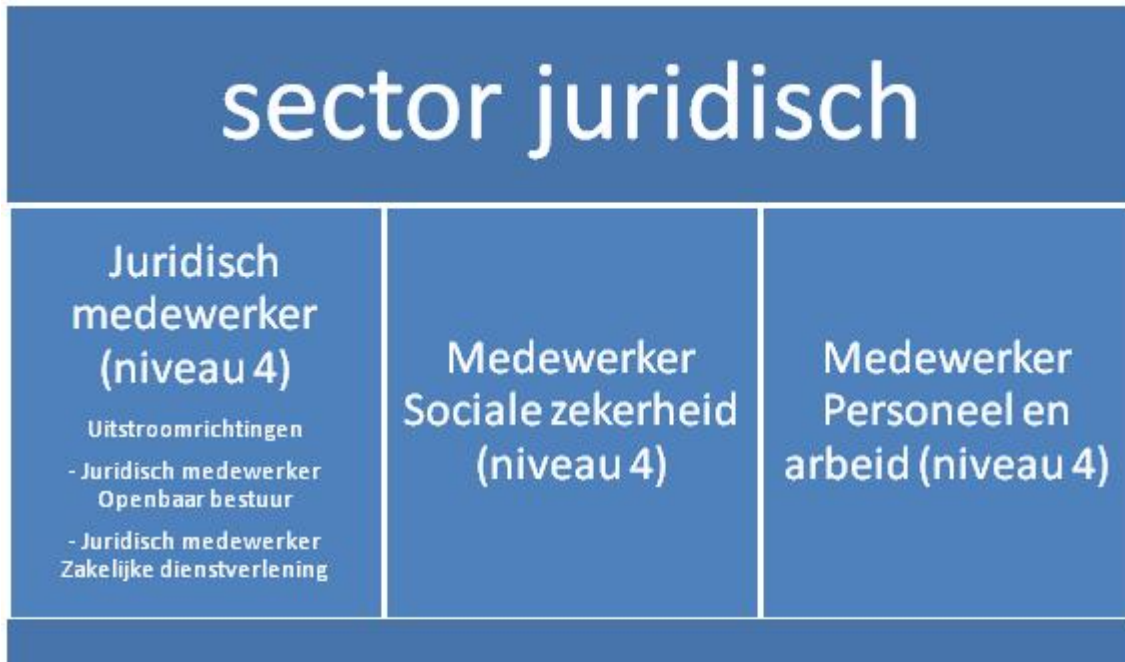 sector juridisch
Juridisch
medewerker
(niveau 4)
Uitstroomrichtingen
- Juridisch medewerker
Openbaar bestuur
- Juridisch medewerker
Zakelijke dienstverlening
Medewerker
Sociale zekerheid
(niveau 4)
Medewerker
Personeel en
arbeid (niveau 4)